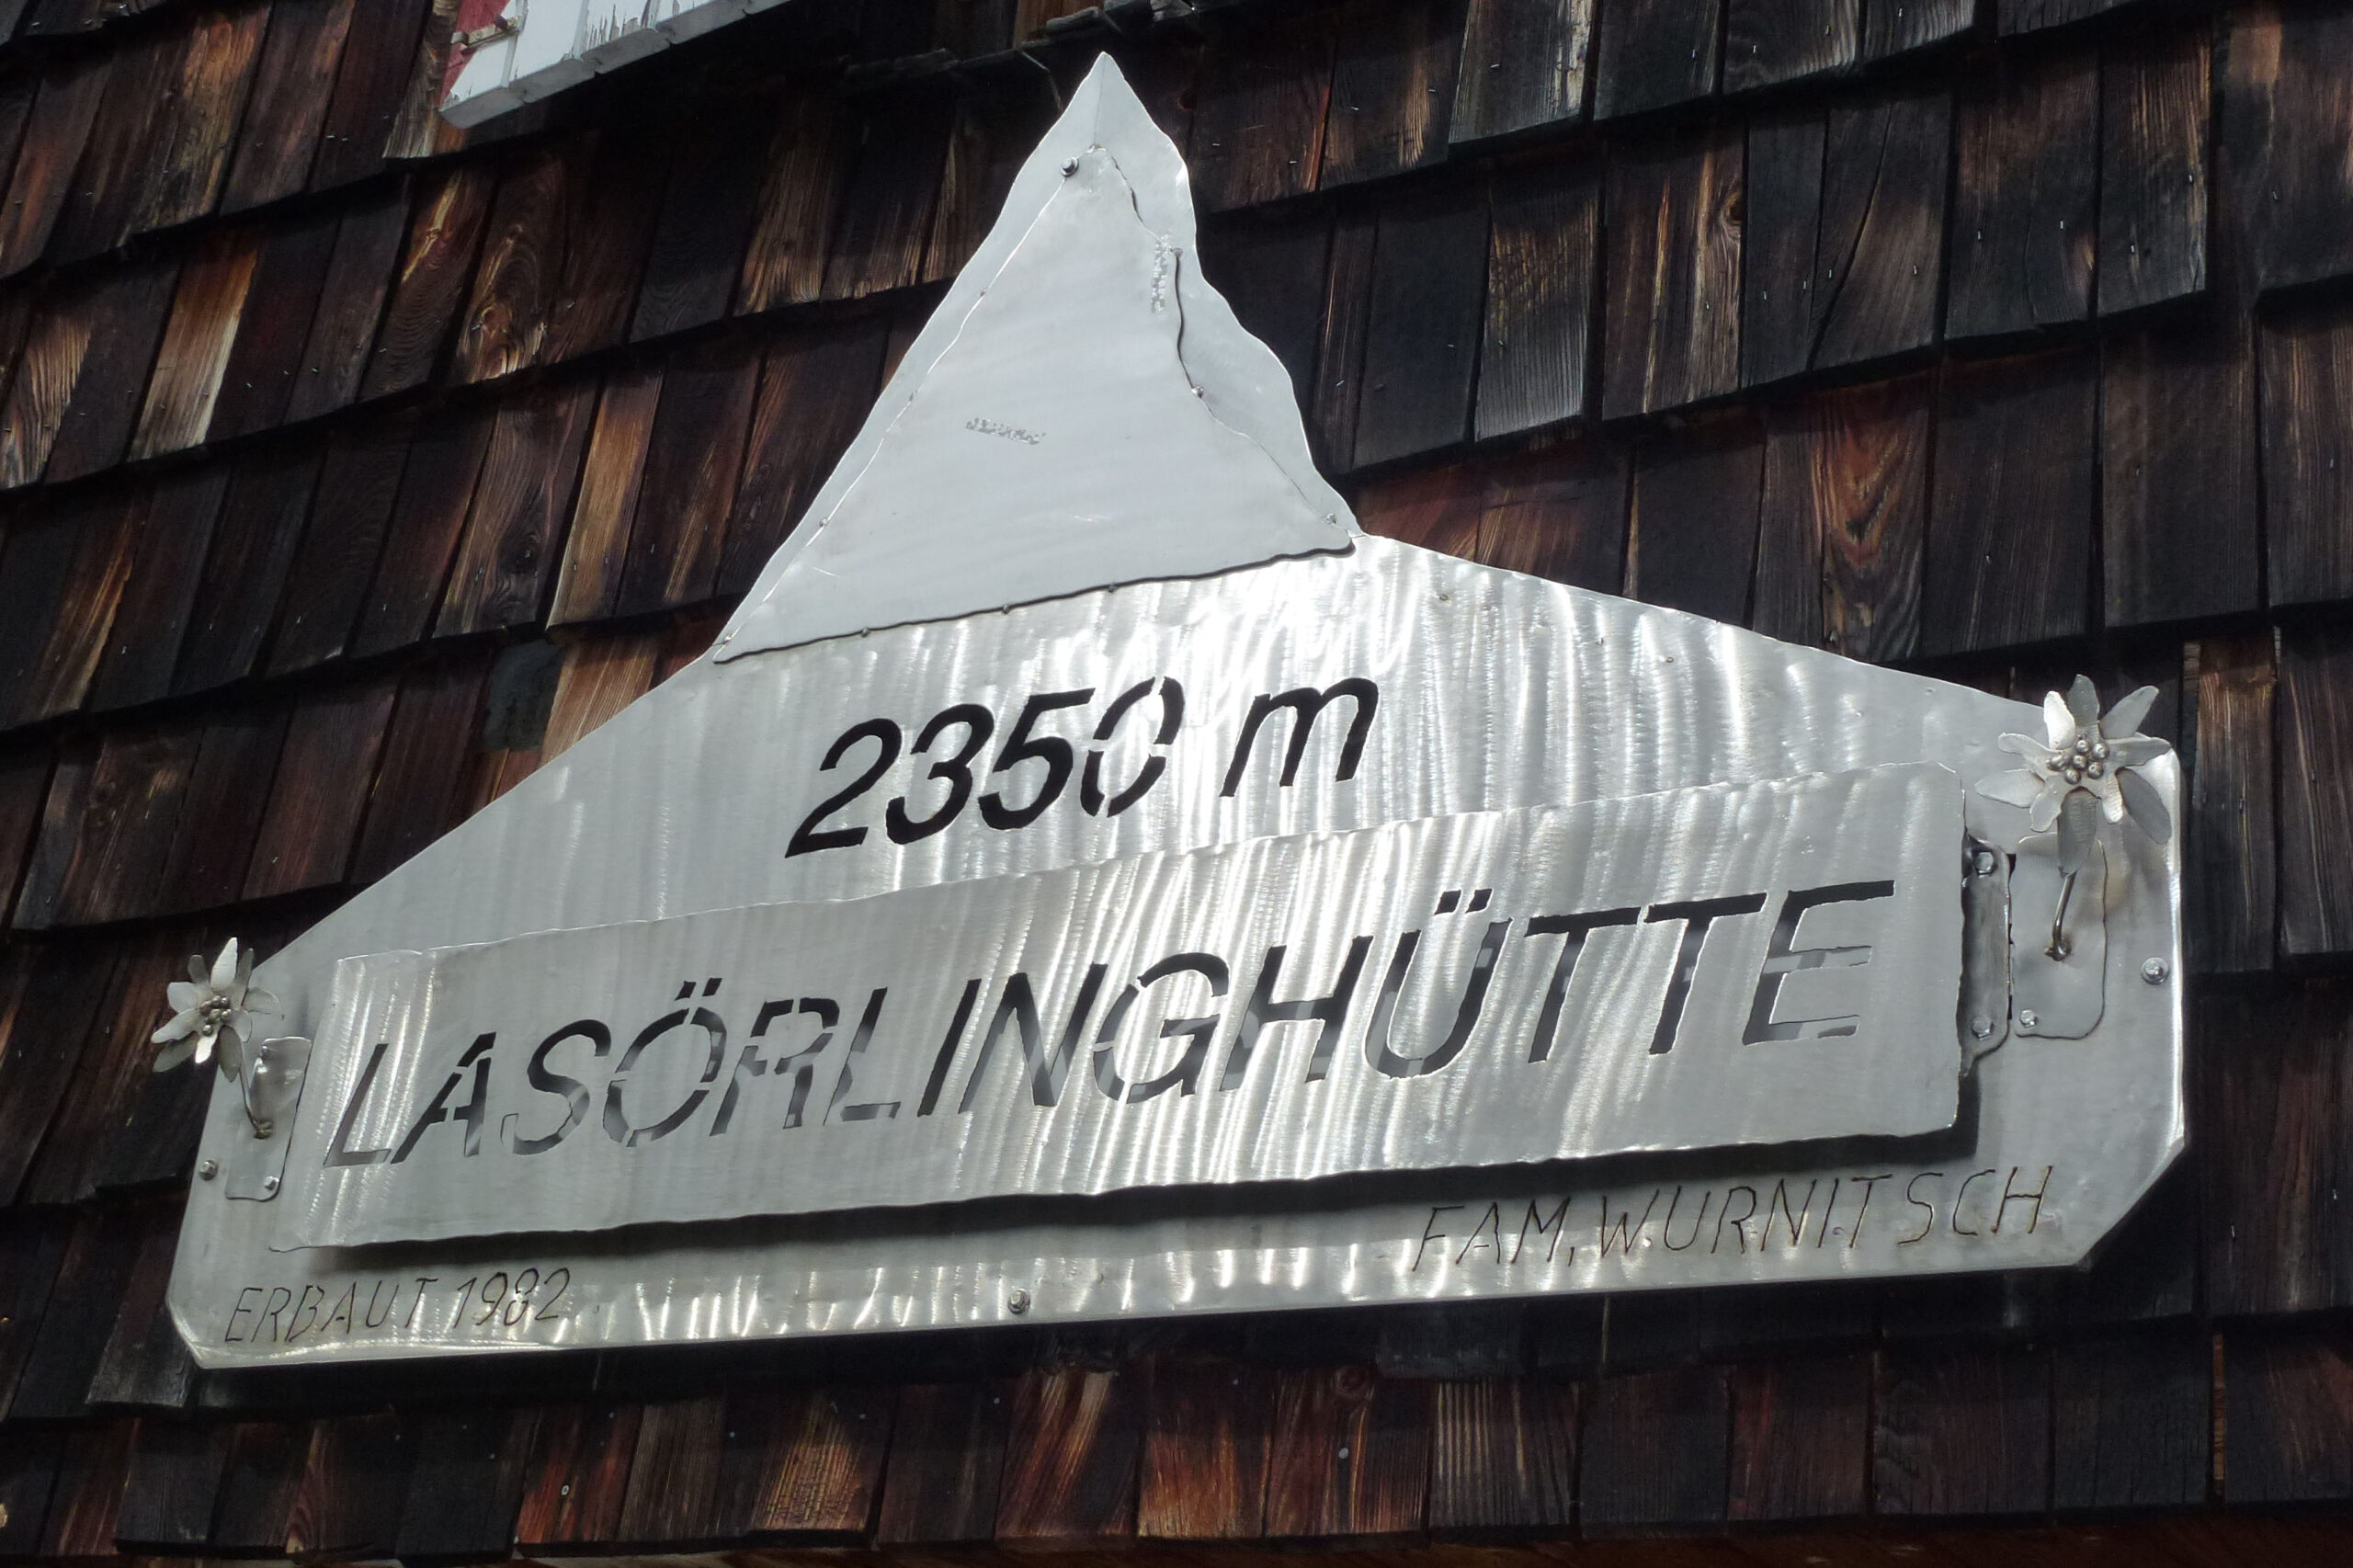 2350 m
LASÖRLINGHÜTTE
ERBAUT 1982
FAM, WURNITSCH